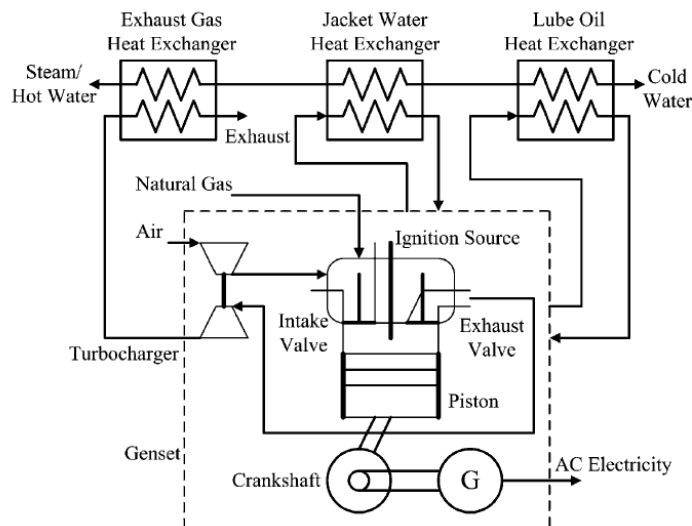 Exhaust Gas
Heat Exchanger
Jacket Water
Heat Exchanger
Lube Oil
Heat Exchanger
Steam/
Hot Water
Cold
Water
Exhaust
Natural Gas
Air
Ignition Source
Intake
Valve
Exhaust
Valve
Turbocharger
Piston
Genset
Crankshaft
G
AC Electricity